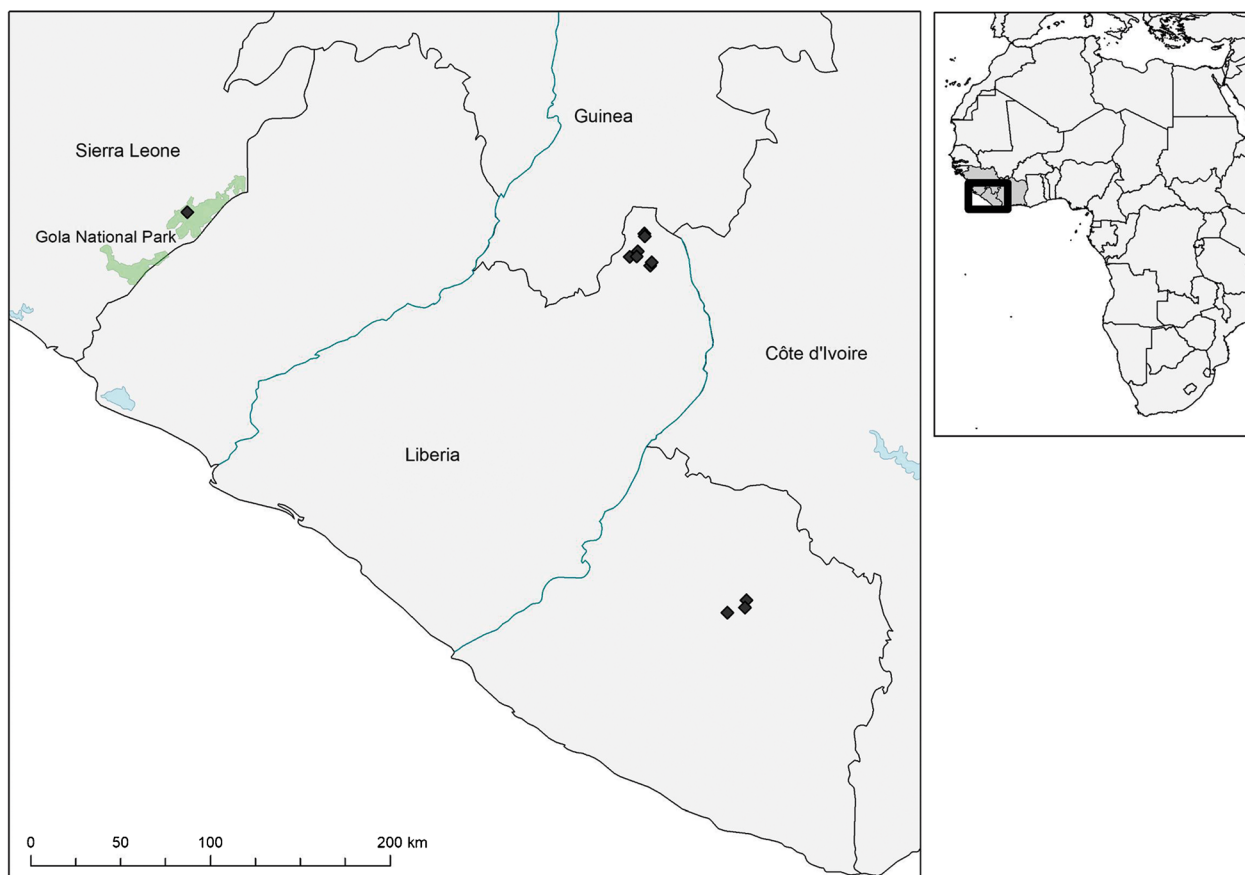 Guinea
Sierra Leone
Gola National Park
Côte d'Ivoire
Liberia
0 50 100 200 km